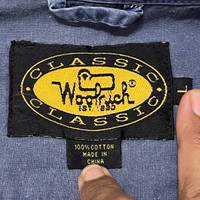 CLASSIC
Woolrich
EST. 1830
CLASSIC
L
100% COTTON
MADE IN
CHINA